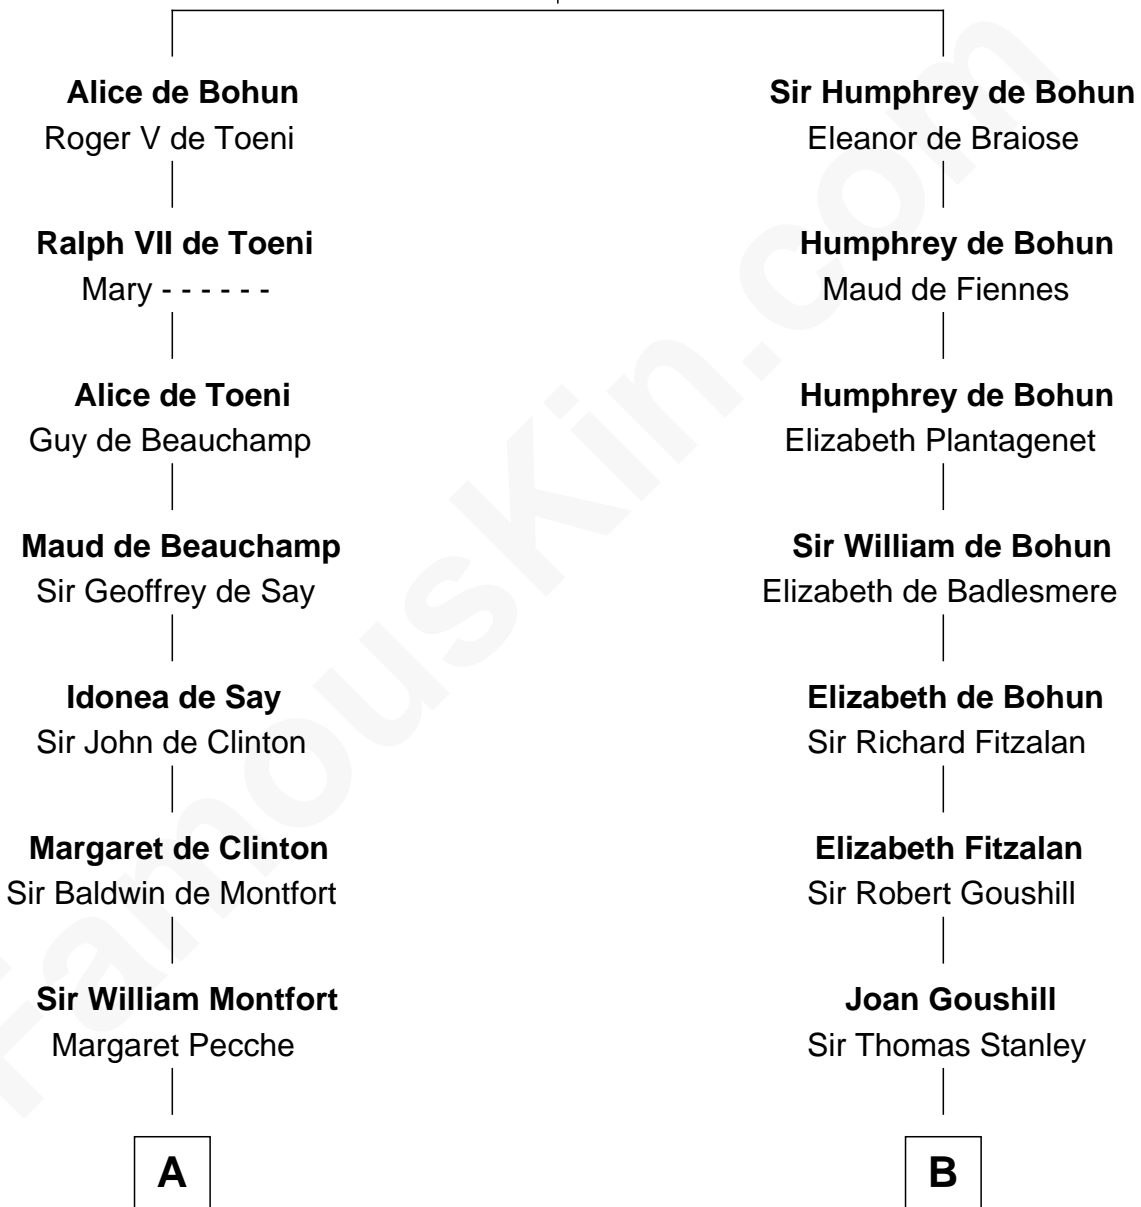 Alice de Bohun
Roger V de Toeni
Ralph VII de Toeni
Mary - - - - - -
Alice de Toeni
Guy de Beauchamp
Maud de Beauchamp
Sir Geoffrey de Say
Idonea de Say
Sir John de Clinton
Margaret de Clinton
Sir Baldwin de Montfort
Sir William Montfort
Margaret Pecche
A
Sir Humphrey de Bohun
Eleanor de Braiose
Humphrey de Bohun
Maud de Fiennes
Humphrey de Bohun
Elizabeth Plantagenet
Sir William de Bohun
Elizabeth de Badlesmere
Elizabeth de Bohun
Sir Richard Fitzalan
Elizabeth Fitzalan
Sir Robert Goushill
Joan Goushill
Sir Thomas Stanley
B
FamousKin.com